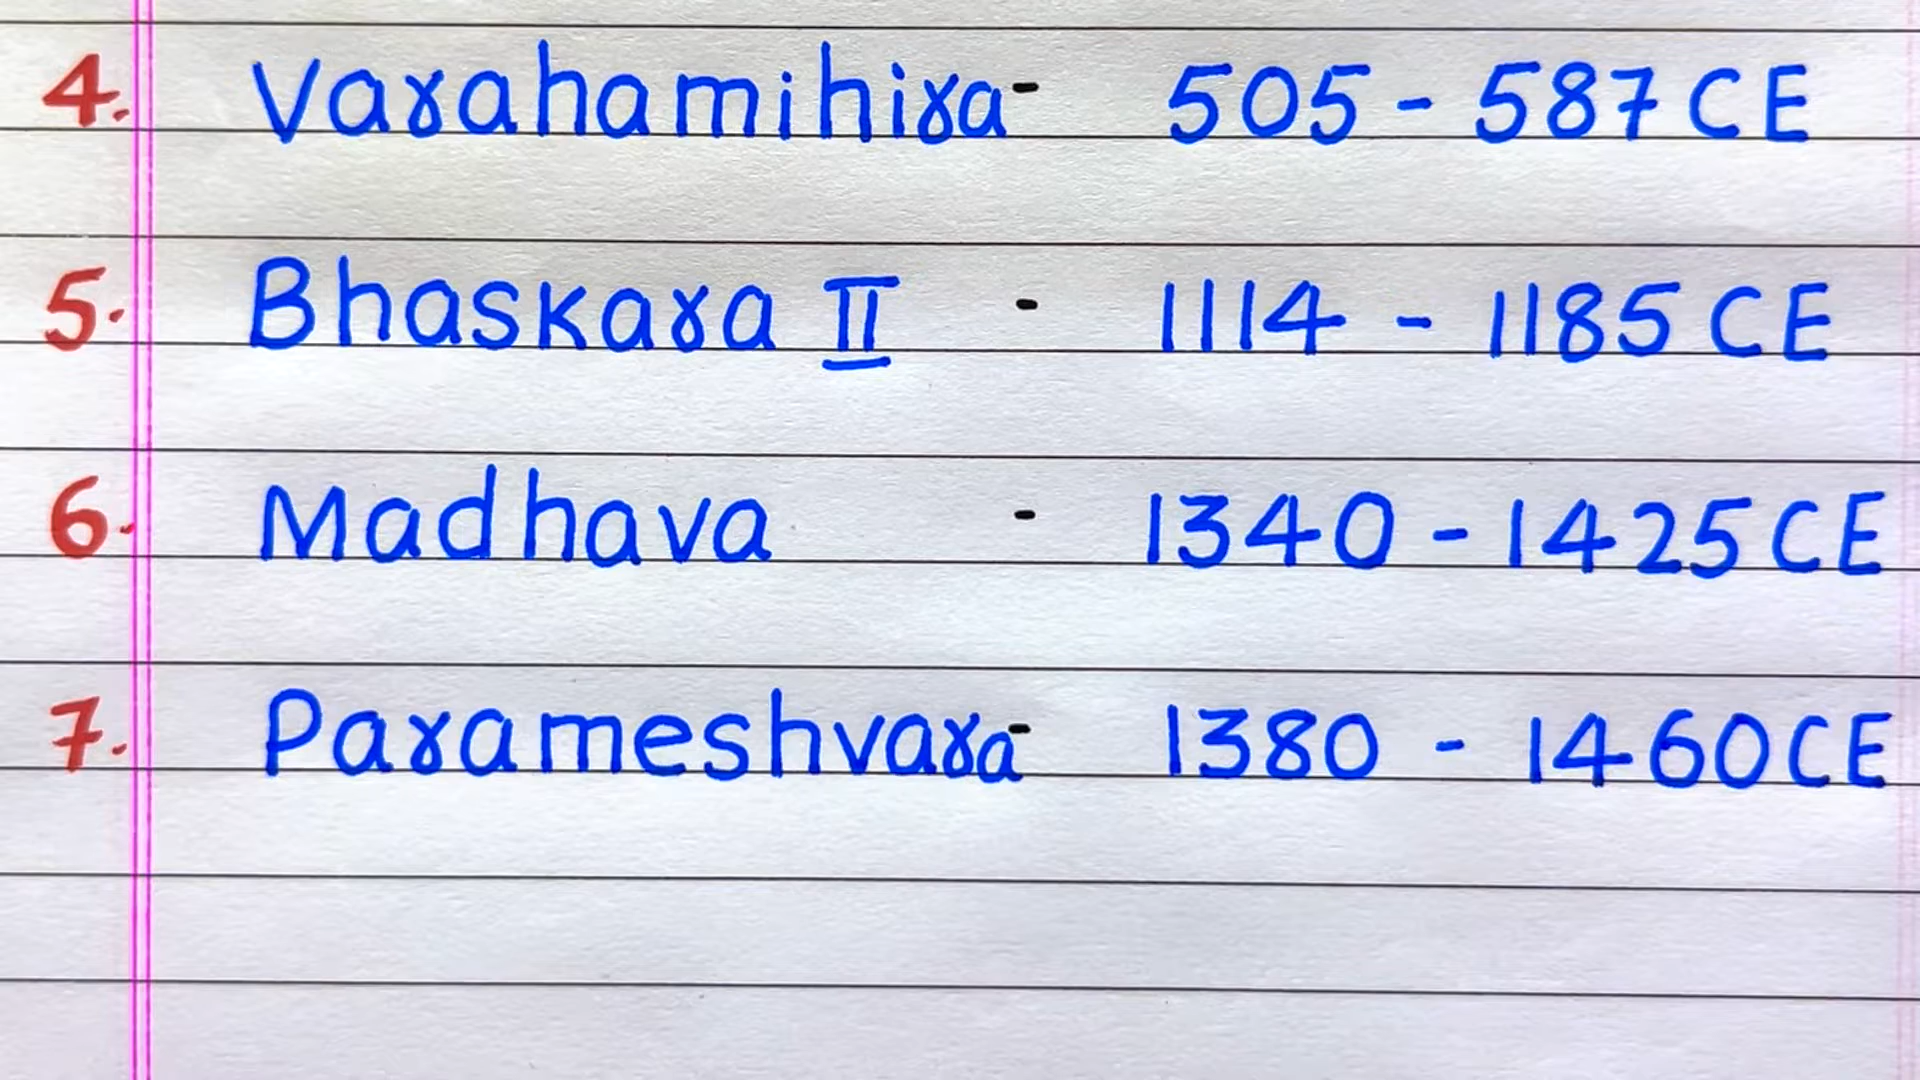 4. Varahamihira - 505 - 587 CE
5. Bhaskara II - 1114 - 1185 CE
6. Madhava - 1340 - 1425 CE
7. Parameshvara - 1380 - 1460 CE